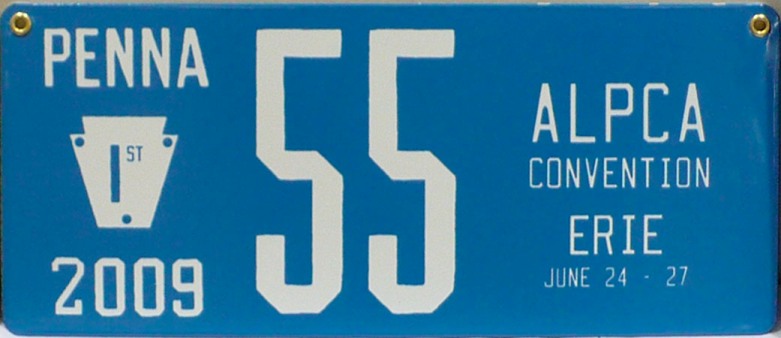 PENNA
1ST
2009
55
ALPCA
CONVENTION
ERIE
JUNE 24 - 27